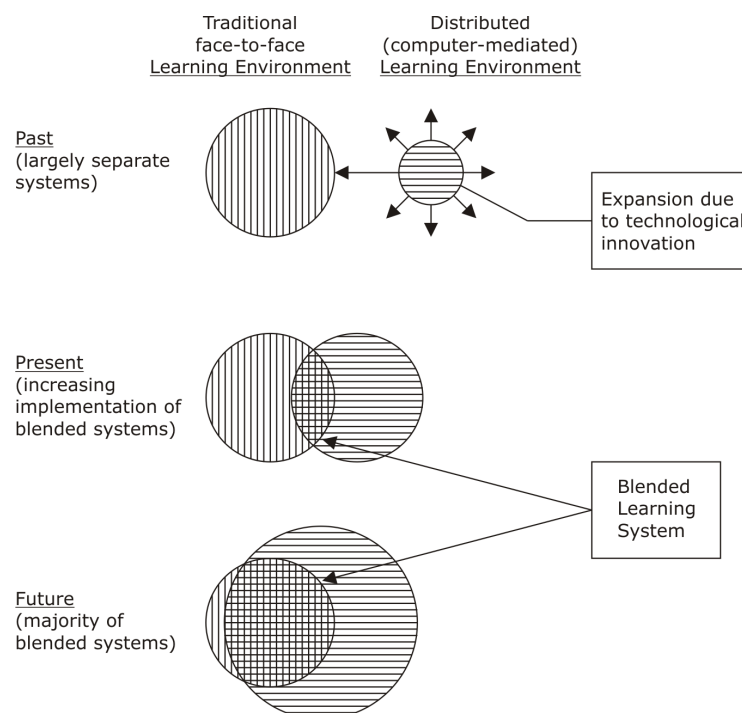 Traditional
face-to-face
Learning Environment
Distributed
(computer-mediated)
Learning Environment
Past
(largely separate
systems)
Expansion due
to technological
innovation
Present
(increasing
implementation of
blended systems)
Blended
Learning
System
Future
(majority of
blended systems)